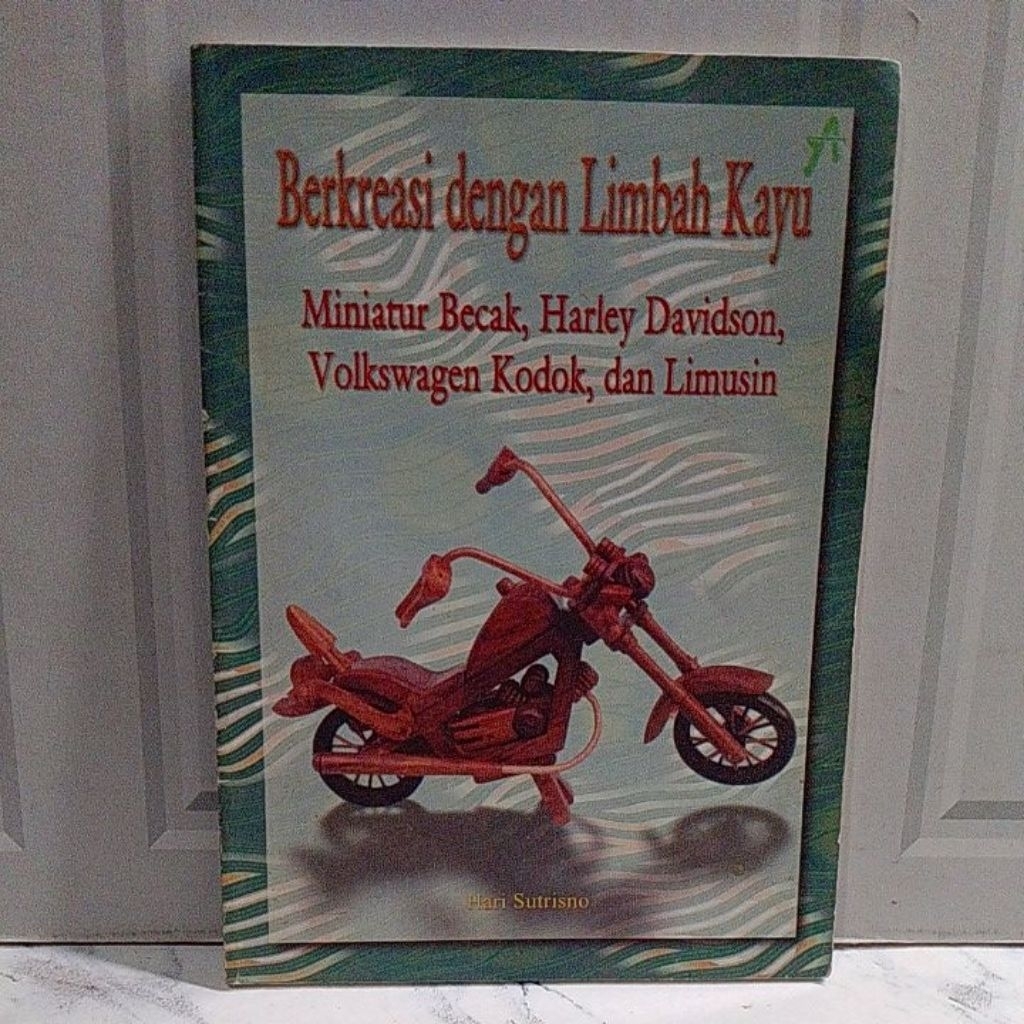 Berkreasi dengan Limbah Kayu
Miniatur Becak, Harley Davidson,
Volkswagen Kodok, dan Limusin
Hari Sutrisno